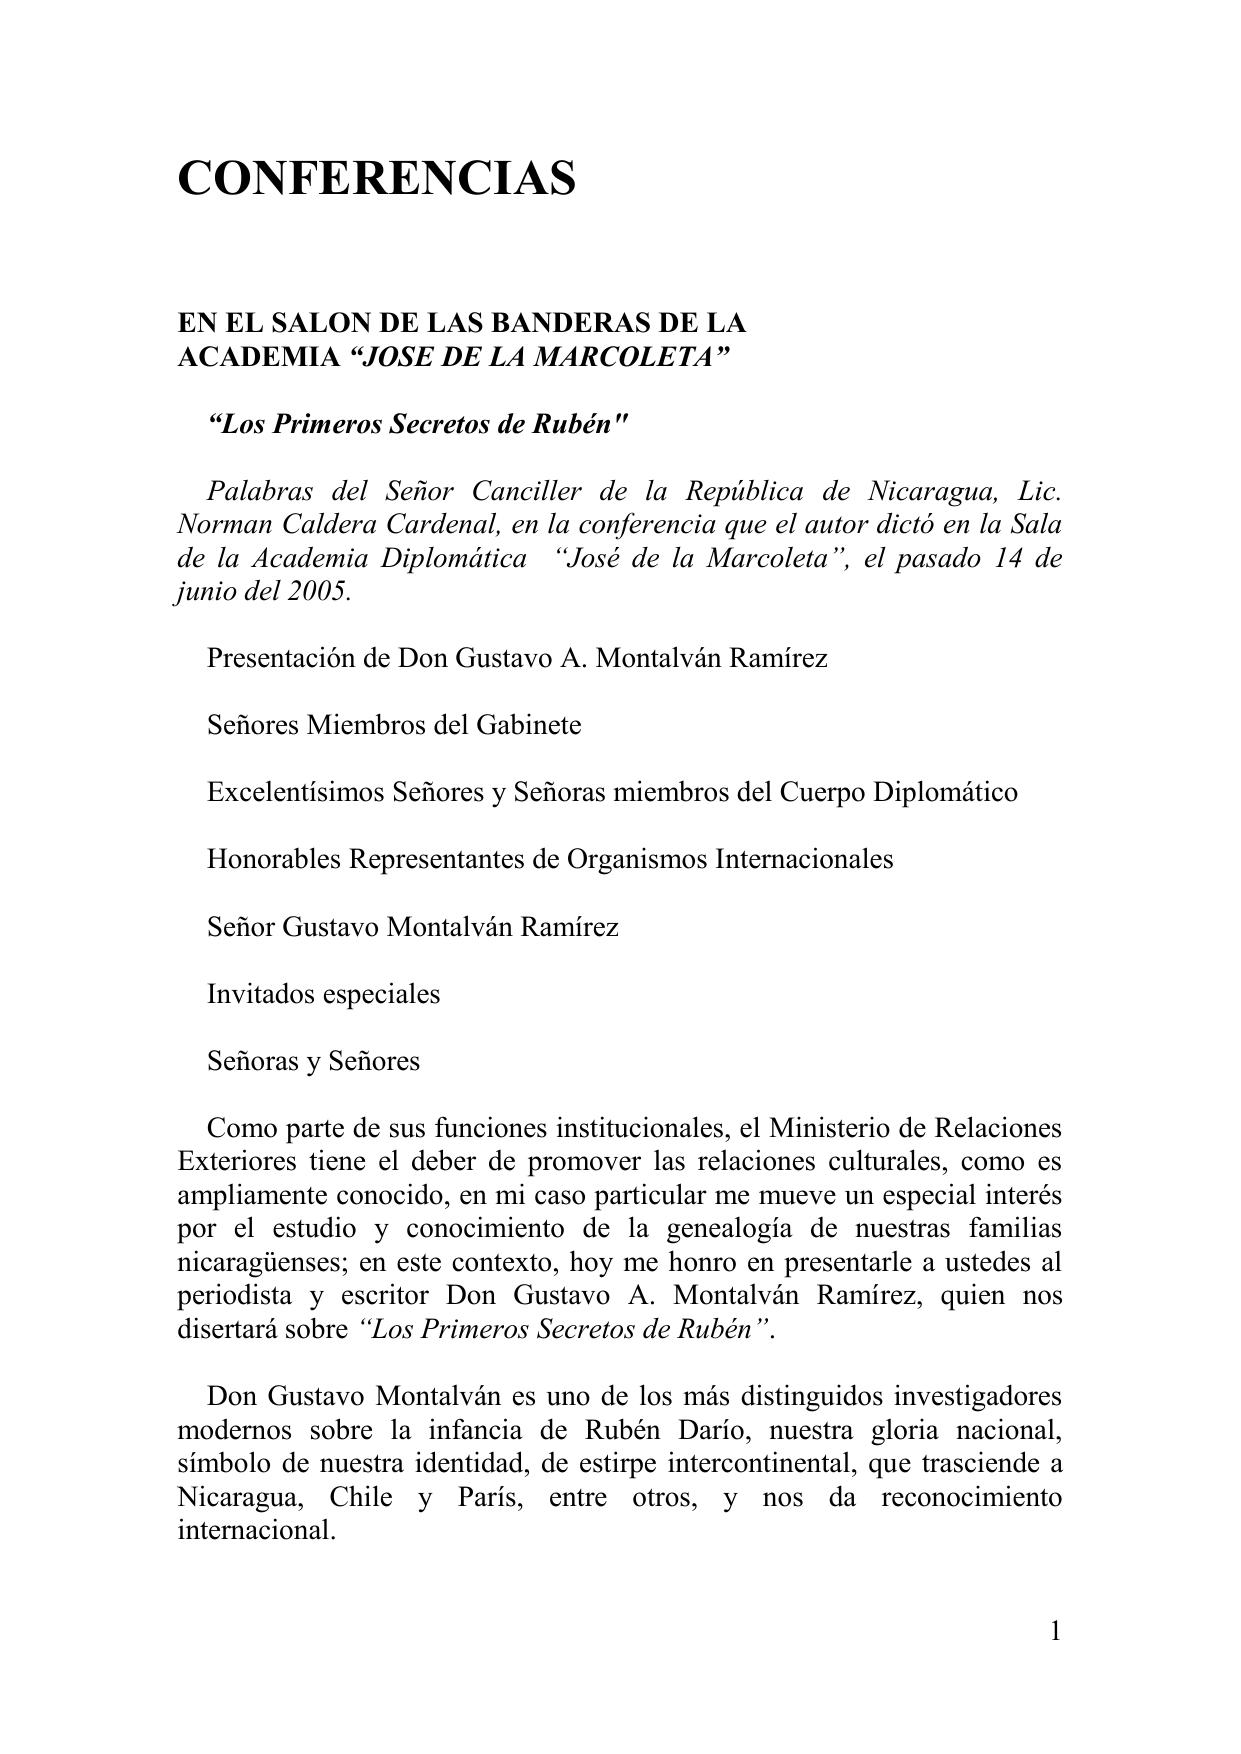 CONFERENCIAS
EN EL SALON DE LAS BANDERAS DE LA
ACADEMIA “JOSE DE LA MARCOLETA”
“Los Primeros Secretos de Rubén"
Palabras del Señor Canciller de la República de Nicaragua, Lic.
Norman Caldera Cardenal, en la conferencia que el autor dictó en la Sala
de la Academia Diplomática “José de la Marcoleta”, el pasado 14 de
junio del 2005.
Presentación de Don Gustavo A. Montalván Ramírez
Señores Miembros del Gabinete
Excelentísimos Señores y Señoras miembros del Cuerpo Diplomático
Honorables Representantes de Organismos Internacionales
Señor Gustavo Montalván Ramírez
Invitados especiales
Señoras y Señores
Como parte de sus funciones institucionales, el Ministerio de Relaciones
Exteriores tiene el deber de promover las relaciones culturales, como es
ampliamente conocido, en mi caso particular me mueve un especial interés
por el estudio y conocimiento de la genealogía de nuestras familias
nicaragüenses; en este contexto, hoy me honro en presentarle a ustedes al
periodista y escritor Don Gustavo A. Montalván Ramírez, quien nos
disertará sobre “Los Primeros Secretos de Rubén”.
Don Gustavo Montalván es uno de los más distinguidos investigadores
modernos sobre la infancia de Rubén Darío, nuestra gloria nacional,
símbolo de nuestra identidad, de estirpe intercontinental, que trasciende a
Nicaragua, Chile y París, entre otros, y nos da reconocimiento
internacional.
1